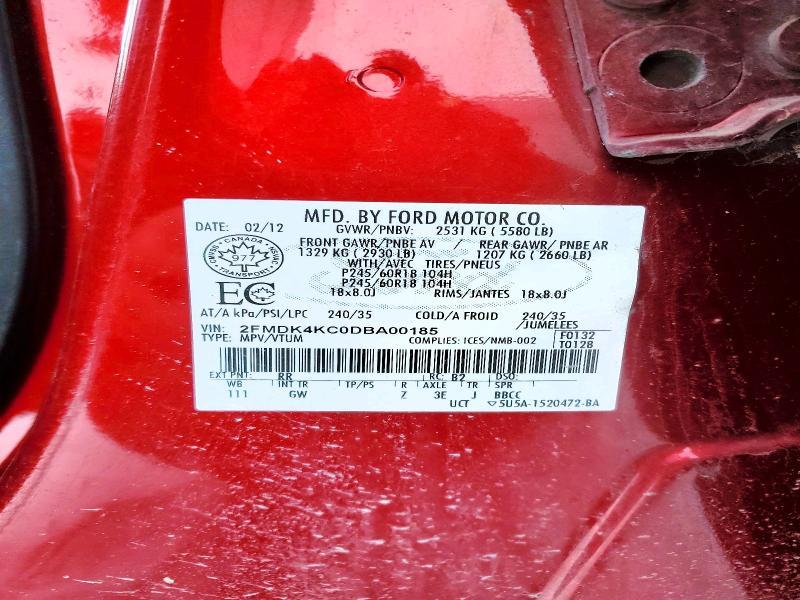 MFD. BY FORD MOTOR CO.
DATE: 02/12 GVWR/PNBV: 2531 KG ( 5580 LB)
FRONT GAWR/PNBE AV / REAR GAWR/ PNBE AR
1329 KG ( 2930 LB) 1207 KG ( 2660 LB)
WITH/AVEC TIRES/PNEUS
P245/60R18 104H
P245/60R18 104H
18x8.0J RIMS/JANTES 18x8.0J
CANADA
977
TRANSPORT
EC
AT/A kPa/PSI/LPC 240/35 COLD/A FROID 240/35
/JUMELEES
VIN: 2FMDK4KC0DBA00185
TYPE: MPV/VTUM COMPLIES: ICES/NMB-002
F0132
T0128
EXT PNT: RR RC: B2 DSO:
WB INT TR TP/PS R AXLE TR SPR
111 GW Z 3E J BBCC
UCT 5U5A-1520472-BA